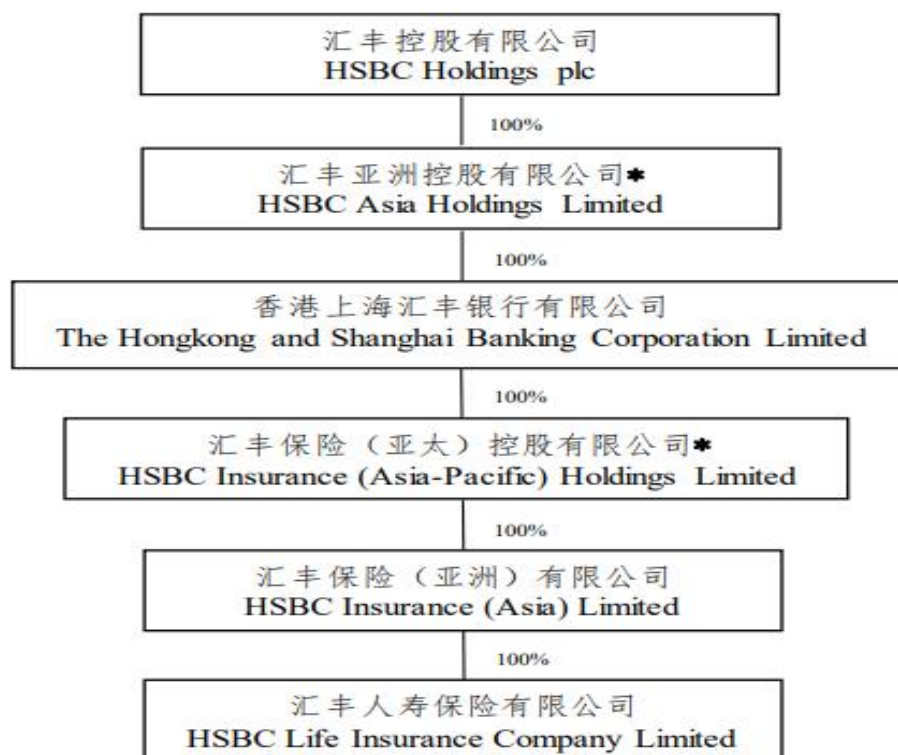 汇丰控股有限公司
HSBC Holdings plc
100%
汇丰亚洲控股有限公司*
HSBC Asia Holdings Limited
100%
香港上海汇丰银行有限公司
The Hongkong and Shanghai Banking Corporation Limited
100%
汇丰保险（亚太）控股有限公司*
HSBC Insurance (Asia-Pacific) Holdings Limited
100%
汇丰保险（亚洲）有限公司
HSBC Insurance (Asia) Limited
100%
汇丰人寿保险有限公司
HSBC Life Insurance Company Limited